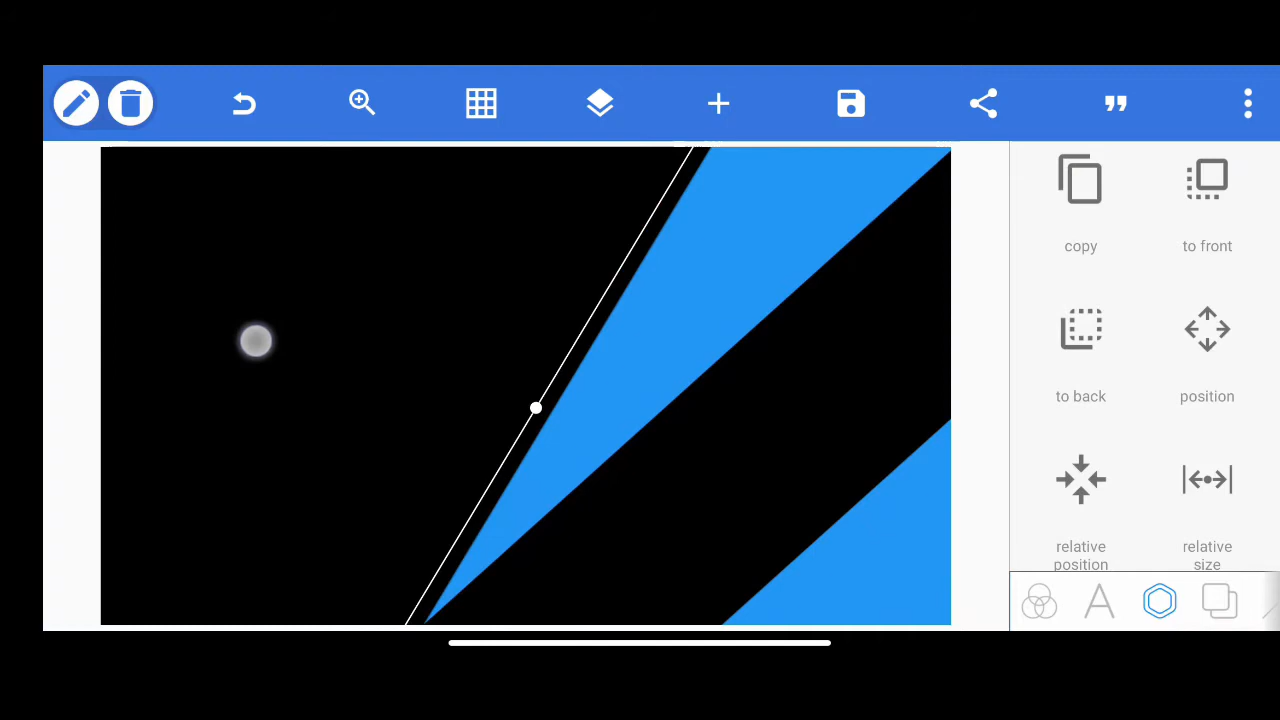 copy
to front
to back
position
relative
position
relative
size